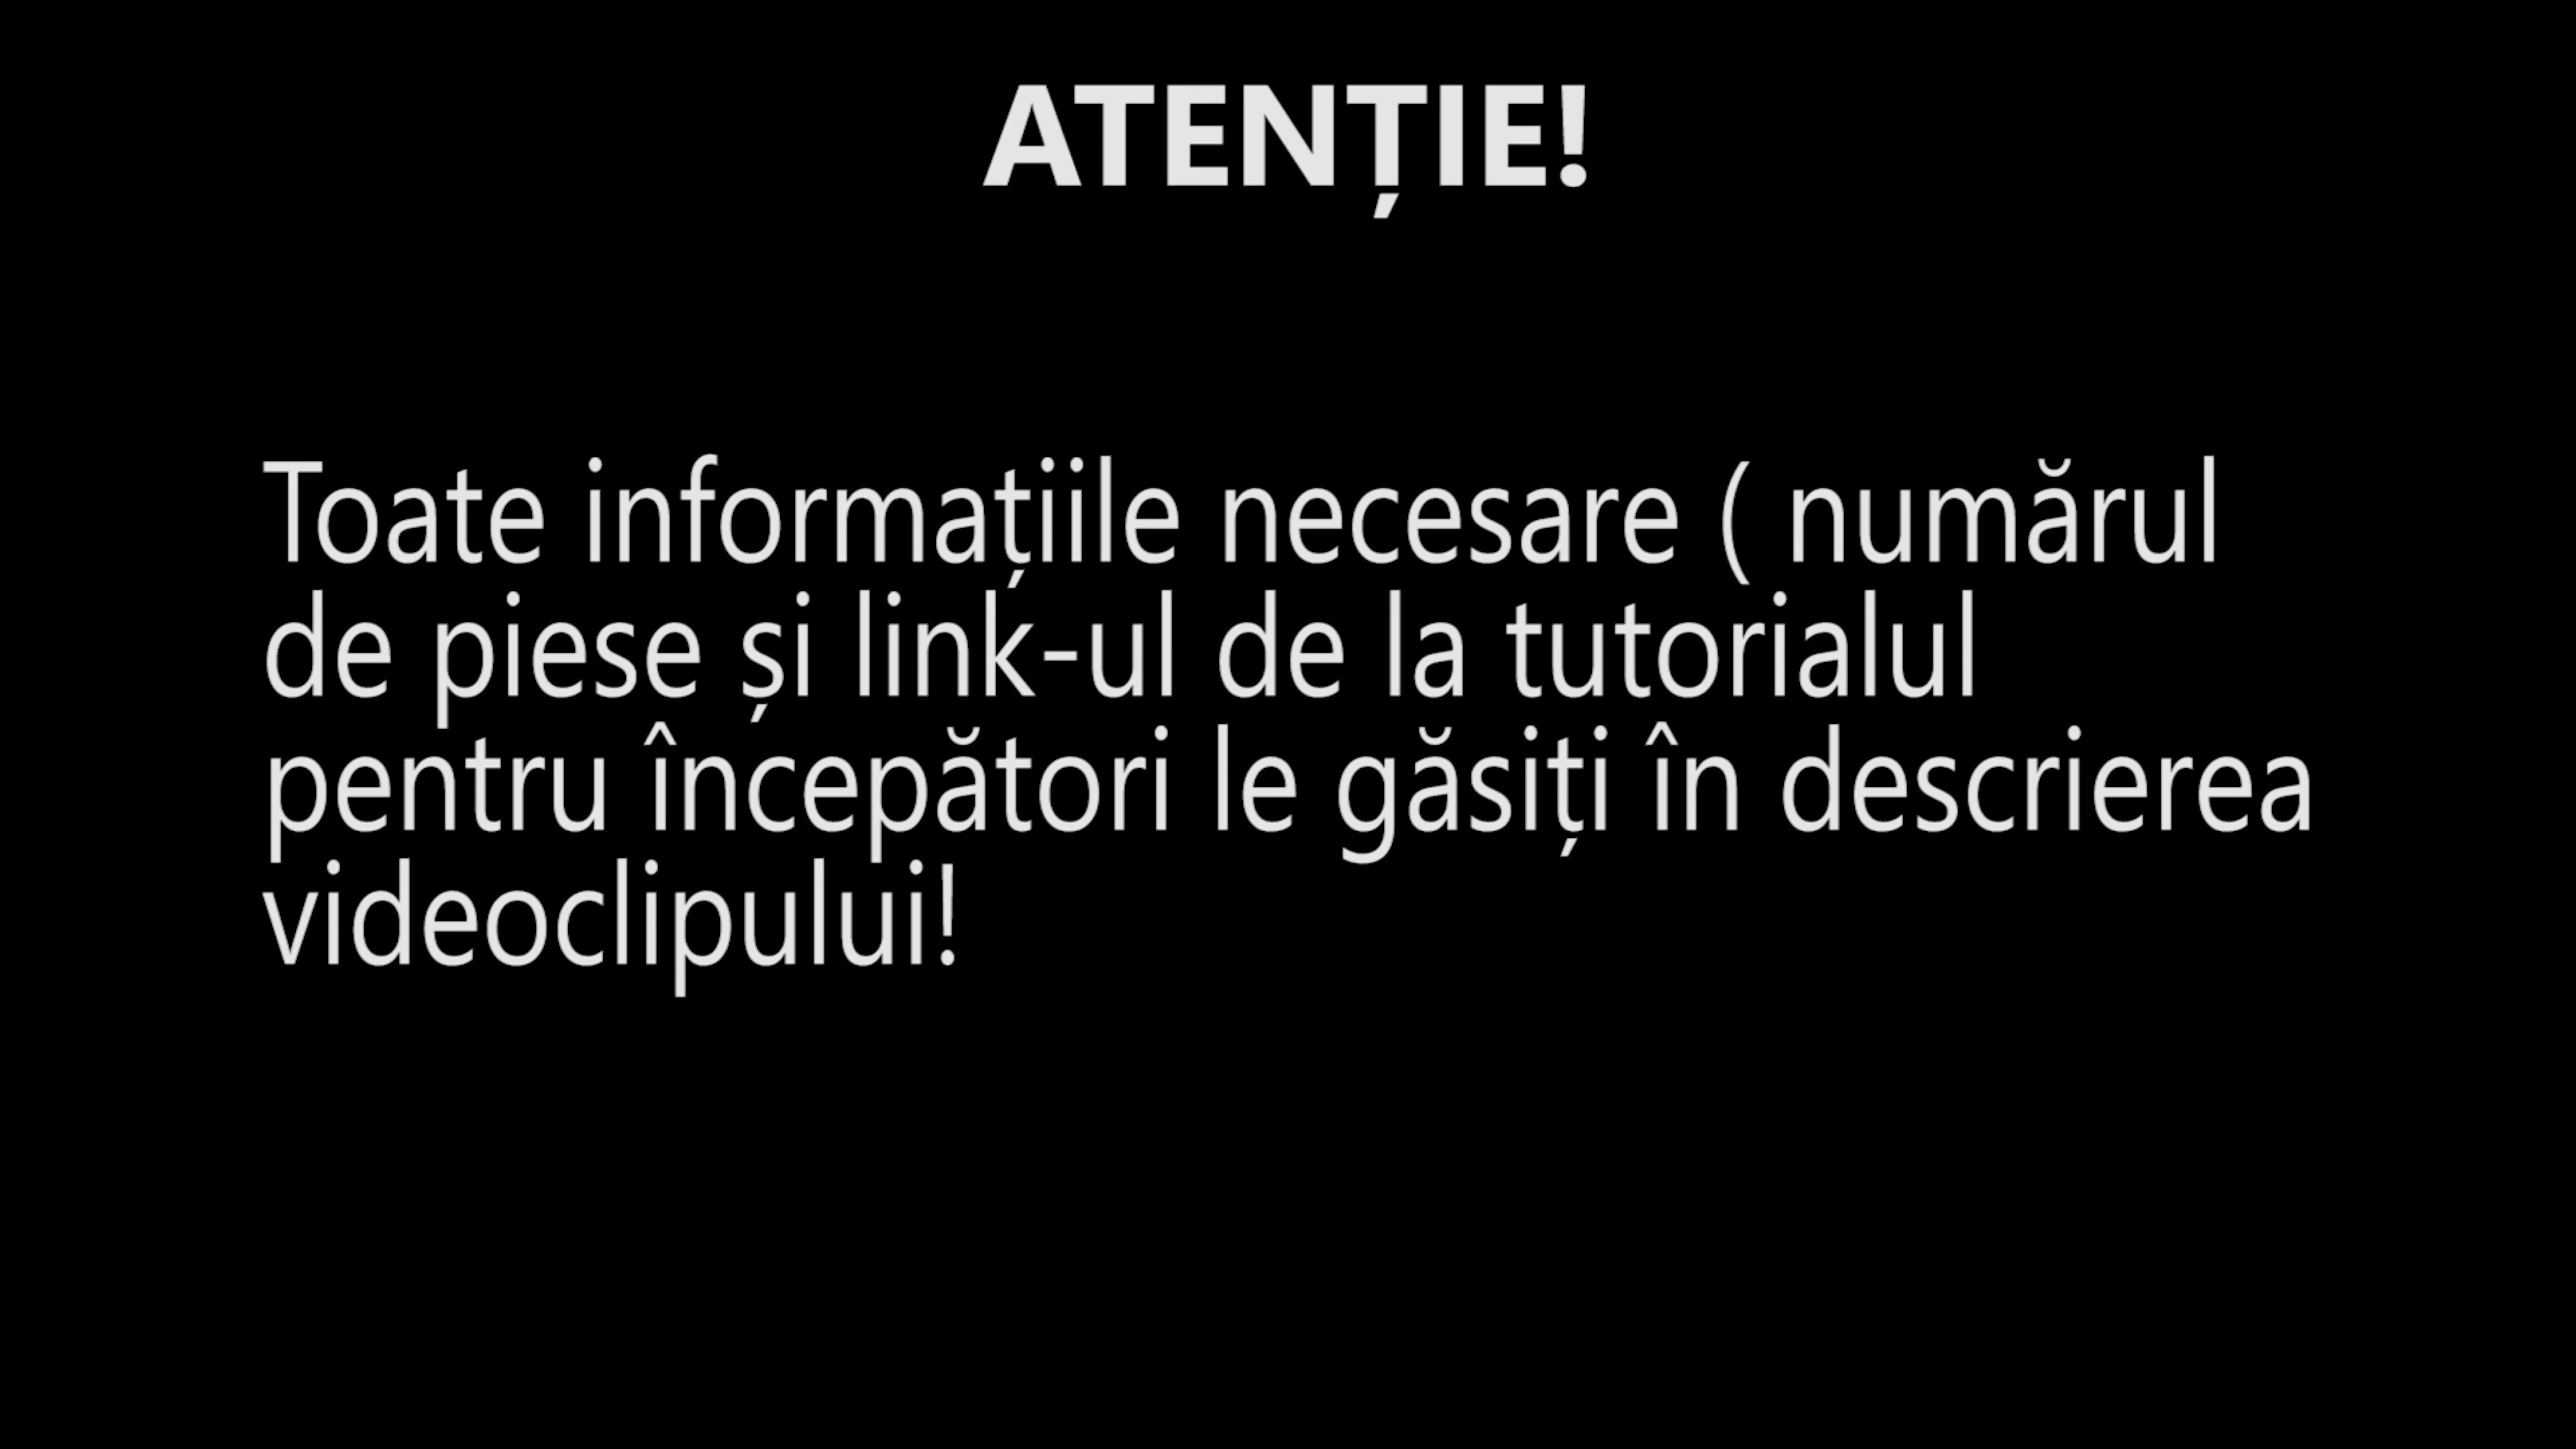 ATENȚIE!
Toate informațiile necesare ( numărul
de piese și link-ul de la tutorialul
pentru începători le găsiți în descrierea
videoclipului!